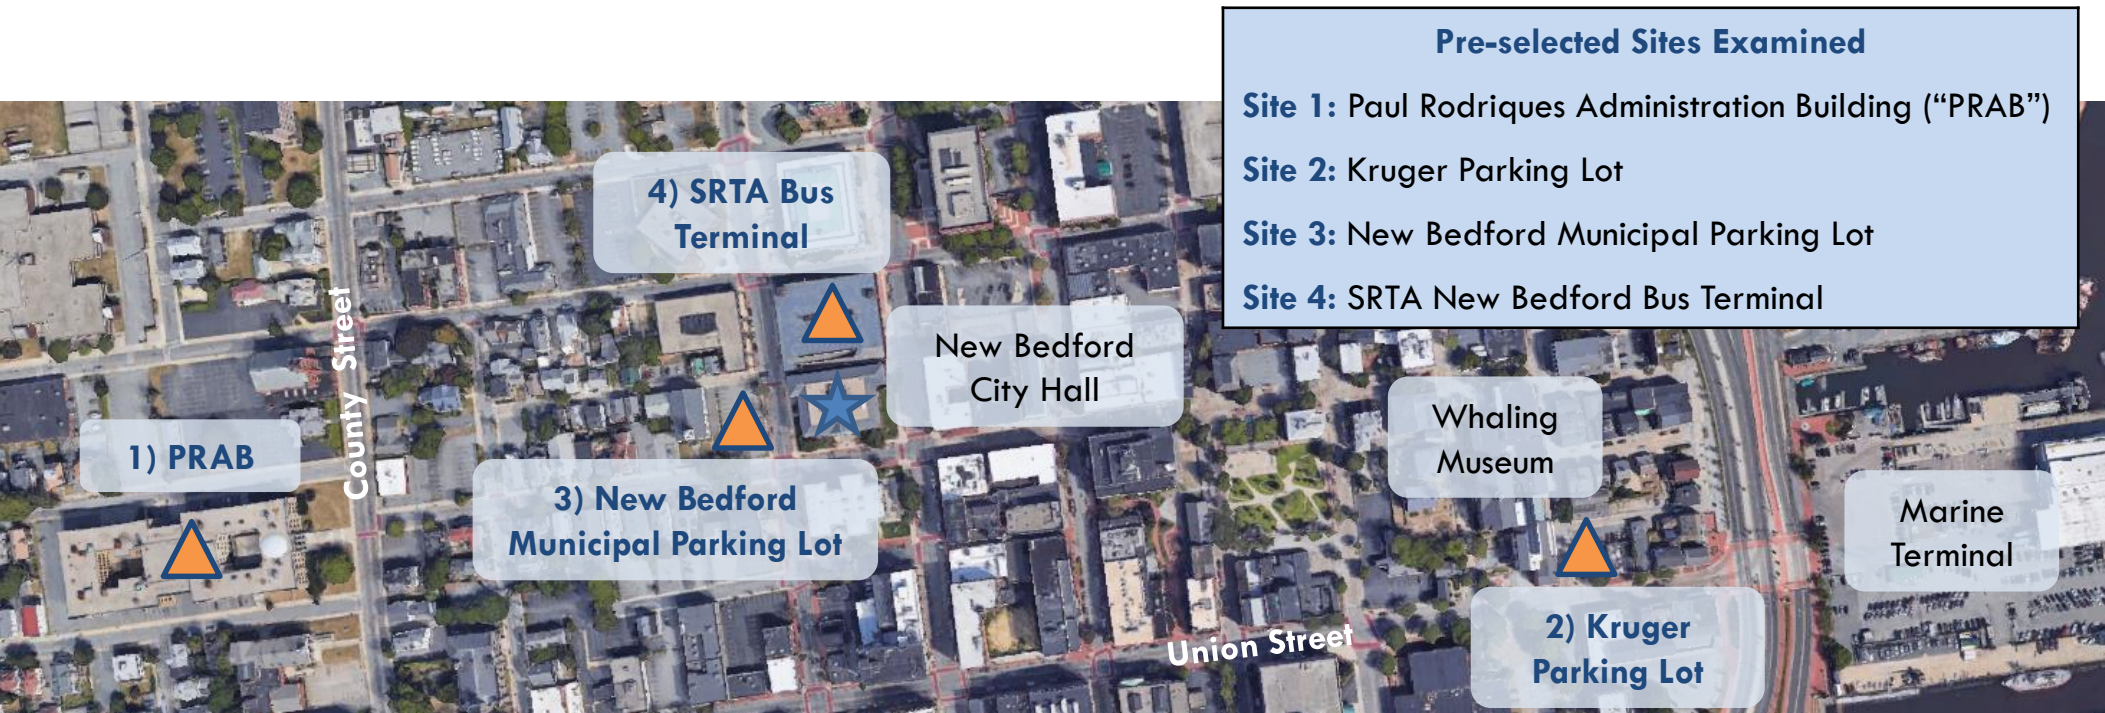 Pre-selected Sites Examined
Site 1: Paul Rodriques Administration Building (“PRAB”)
Site 2: Kruger Parking Lot
Site 3: New Bedford Municipal Parking Lot
Site 4: SRTA New Bedford Bus Terminal
4) SRTA Bus
Terminal
New Bedford
City Hall
County Street
1) PRAB
3) New Bedford
Municipal Parking Lot
Whaling
Museum
Marine
Terminal
Union Street
2) Kruger
Parking Lot